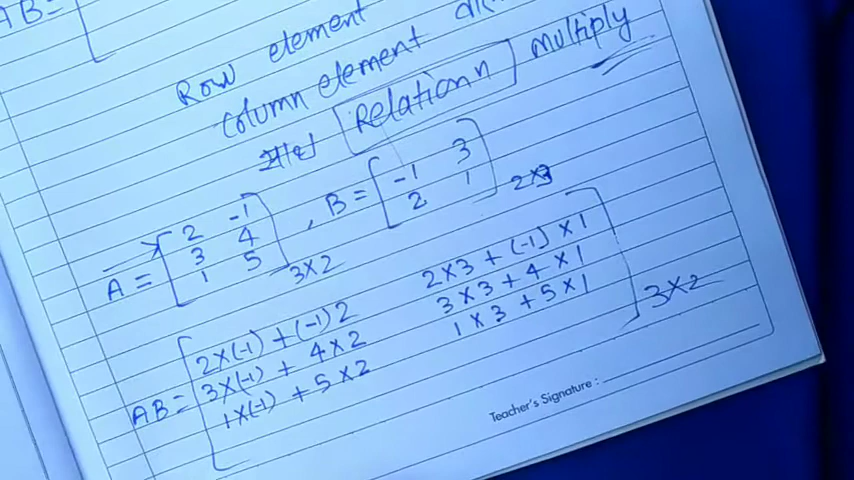 AB = [
Row element
column element
साथ Relationn multiply
A = [2 -1
3 4
1 5] 3×2 , B = [-1 3
2 1] 2×3
AB = [2×(-1) + (-1)2 2×3 + (-1)×1
3×(-1) + 4×2 3×3 + 4×1
1×(-1) + 5×2 1×3 + 5×1] 3×2
Teacher's Signature :